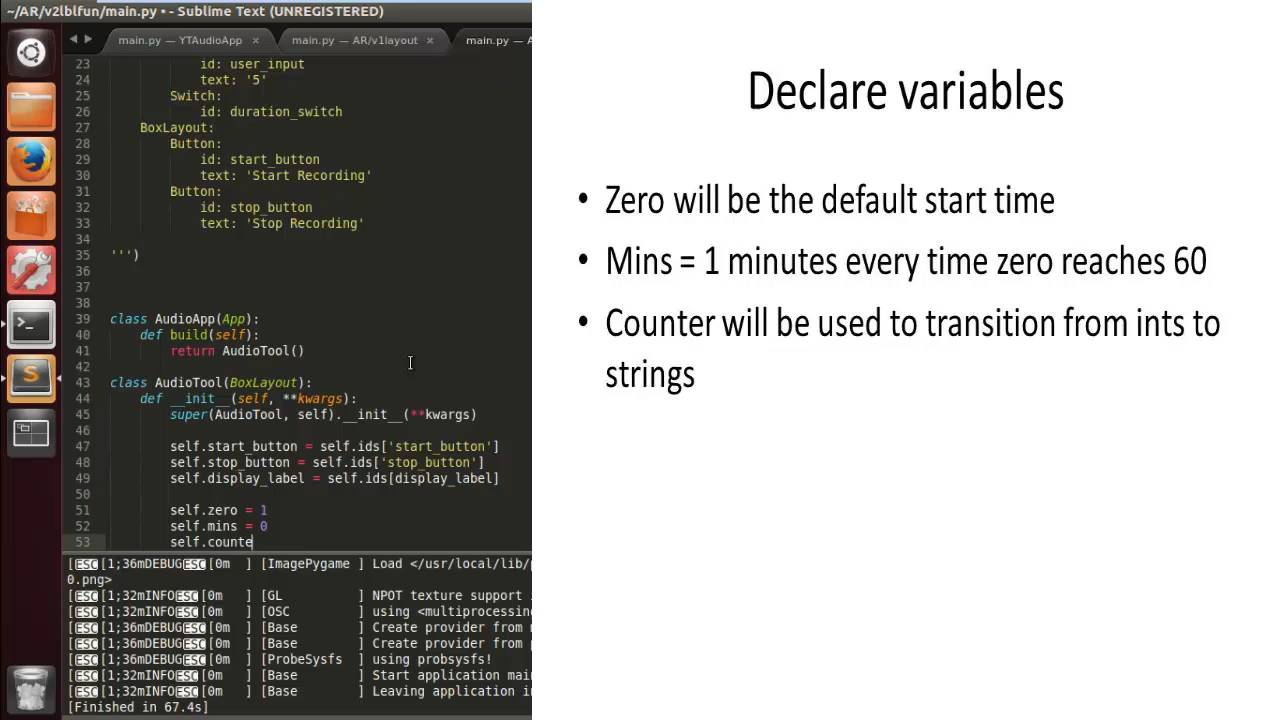 ~/AR/v2lblfun/main.py • - Sublime Text (UNREGISTERED)
main.py — YTAudioApp × main.py — AR/v1layout × main.py — A
23 id: user_input
24 text: '5'
25 Switch:
26 id: duration_switch
27 BoxLayout:
28 Button:
29 id: start_button
30 text: 'Start Recording'
31 Button:
32 id: stop_button
33 text: 'Stop Recording'
34
35 ''')
36
37
38
39 class AudioApp(App):
40 def build(self):
41 return AudioTool()
42
43 class AudioTool(BoxLayout):
44 def __init__(self, **kwargs):
45 super(AudioTool, self).__init__(**kwargs)
46
47 self.start_button = self.ids['start_button']
48 self.stop_button = self.ids['stop_button']
49 self.display_label = self.ids[display_label]
50
51 self.zero = 1
52 self.mins = 0
53 self.counte
[ESC[1;36mDEBUGESC[0m ] [ImagePygame ] Load </usr/local/lib/
0.png>
[ESC[1;32mINFOESC[0m ] [GL ] NPOT texture support
[ESC[1;32mINFOESC[0m ] [OSC ] using <multiprocessing
[ESC[1;36mDEBUGESC[0m ] [Base ] Create provider from
[ESC[1;36mDEBUGESC[0m ] [Base ] Create provider from
[ESC[1;36mDEBUGESC[0m ] [ProbeSysfs ] using probsysfs!
[ESC[1;32mINFOESC[0m ] [Base ] Start application mai
[ESC[1;32mINFOESC[0m ] [Base ] Leaving application in
[Finished in 67.4s]
Declare variables
• Zero will be the default start time
• Mins = 1 minutes every time zero reaches 60
• Counter will be used to transition from ints to
strings